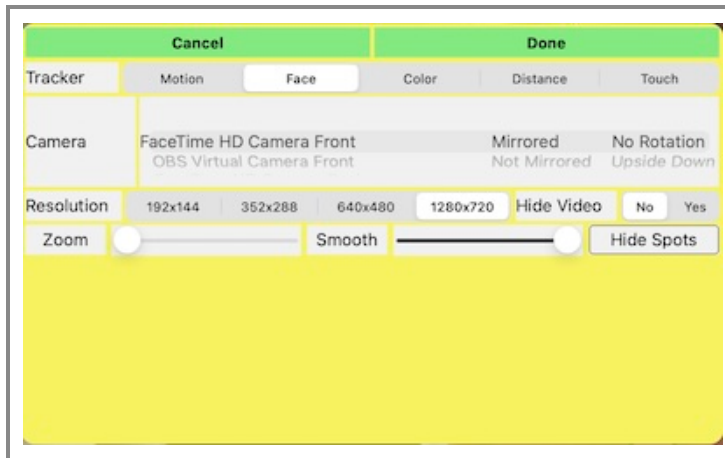 Cancel Done
Tracker Motion Face Color Distance Touch
Camera FaceTime HD Camera Front Mirrored No Rotation
OBS Virtual Camera Front Not Mirrored Upside Down
Resolution 192x144 352x288 640x480 1280x720 Hide Video No Yes
Zoom Smooth Hide Spots